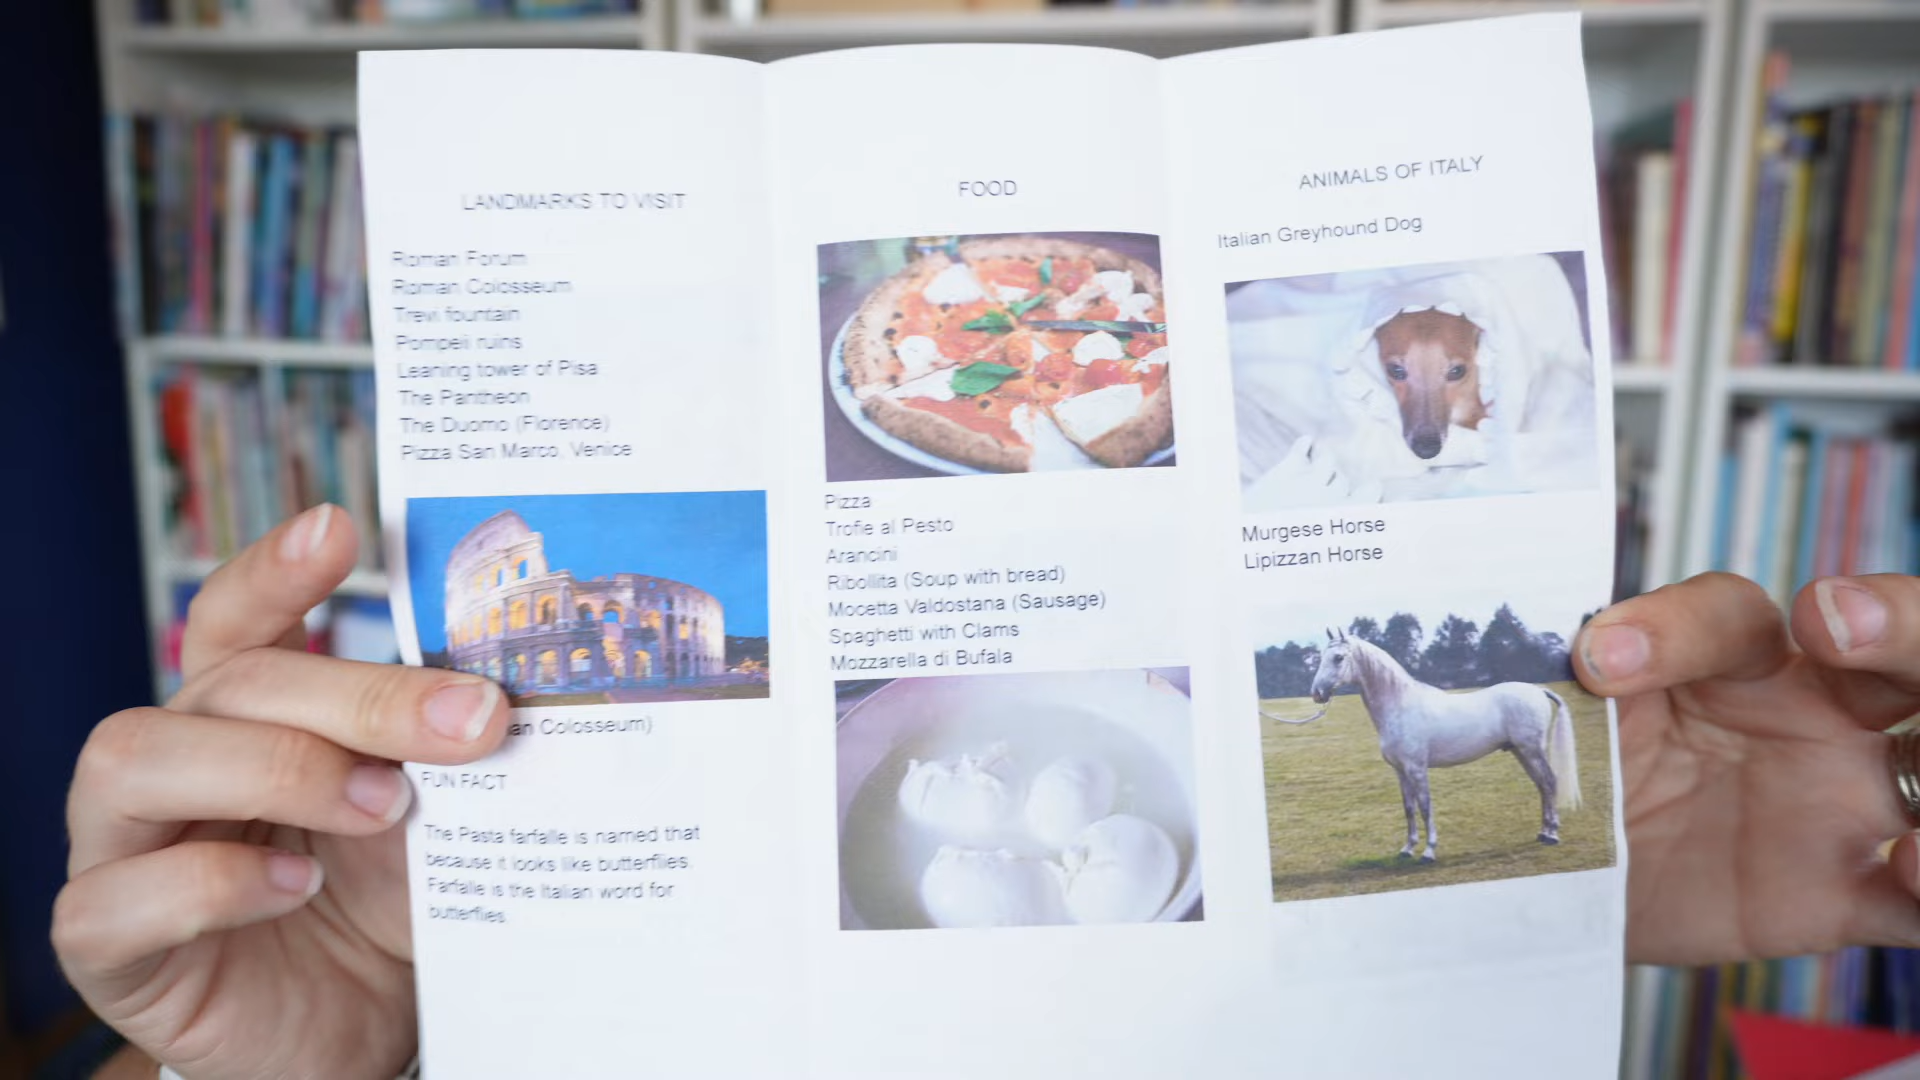 LANDMARKS TO VISIT
Roman Forum
Roman Colosseum
Trevi fountain
Pompeii ruins
Leaning tower of Pisa
The Pantheon
The Duomo (Florence)
Pizza San Marco, Venice
an Colosseum)
FUN FACT
The Pasta farfalle is named that
because it looks like butterflies.
Farfalle is the Italian word for
butterflies
FOOD
Pizza
Trofie al Pesto
Arancini
Ribollita (Soup with bread)
Mocetta Valdostana (Sausage)
Spaghetti with Clams
Mozzarella di Bufala
ANIMALS OF ITALY
Italian Greyhound Dog
Murgese Horse
Lipizzan Horse